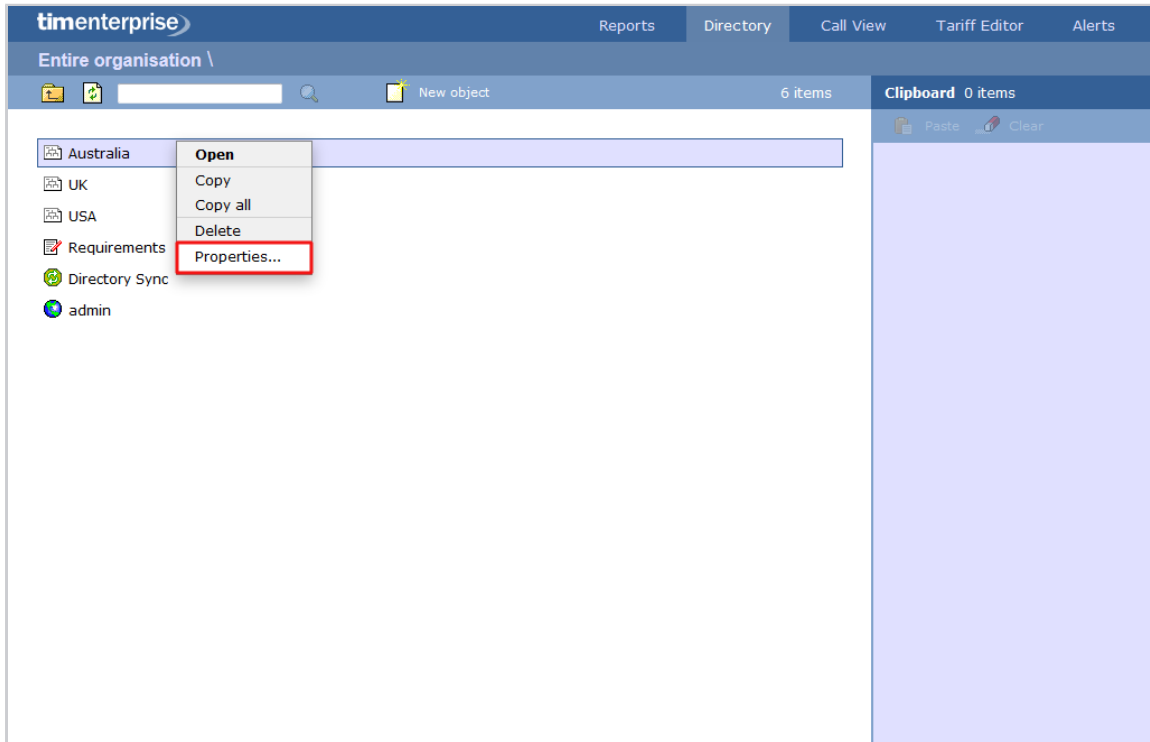 timenterprise Reports Directory Call View Tariff Editor Alerts
Entire organisation \
New object 6 items Clipboard 0 items
Paste Clear
Australia
UK
USA
Requirements
Directory Sync
admin
Open
Copy
Copy all
Delete
Properties...